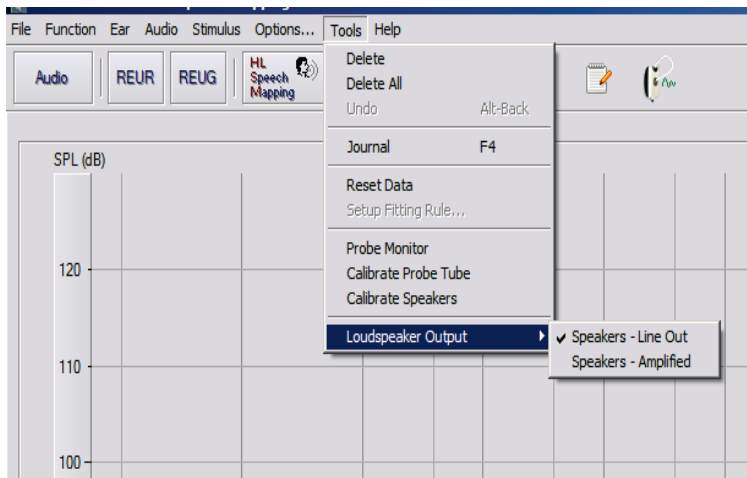 File Function Ear Audio Stimulus Options... Tools Help
Audio REUR REUG HL Speech Mapping
Delete
Delete All
Undo Alt-Back
Journal F4
Reset Data
Setup Fitting Rule...
Probe Monitor
Calibrate Probe Tube
Calibrate Speakers
Loudspeaker Output
Speakers - Line Out
Speakers - Amplified
SPL (dB)
120
110
100